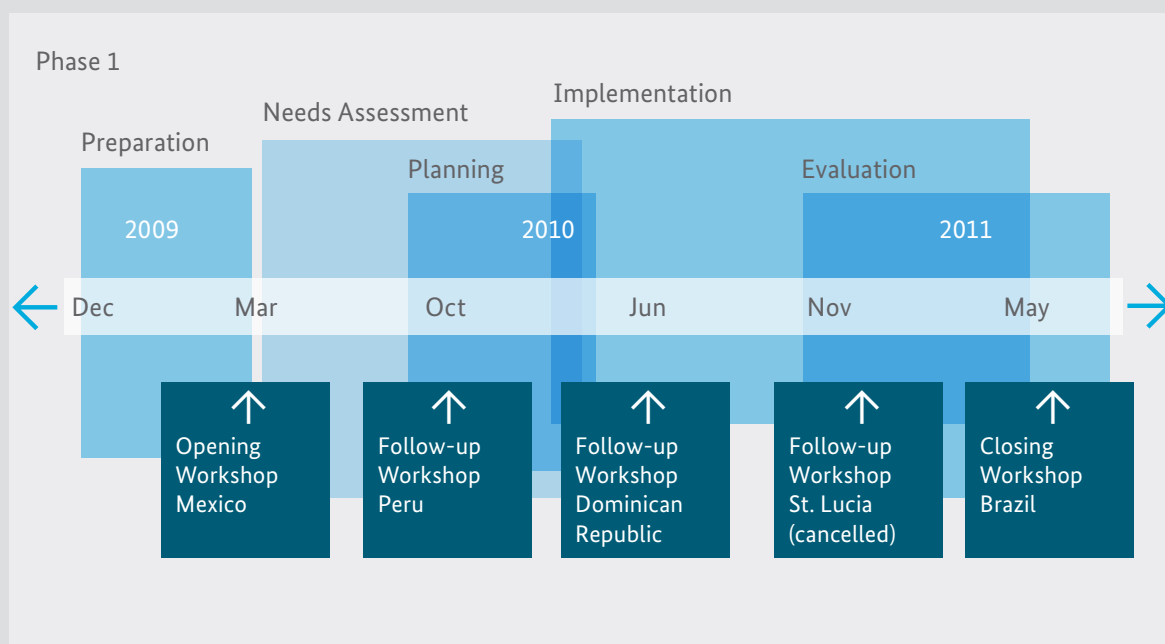 Phase 1
Implementation
Needs Assessment
Preparation
Planning
Evaluation
2009
2010
2011
Dec
Mar
Oct
Jun
Nov
May
Opening
Workshop
Mexico
Follow-up
Workshop
Peru
Follow-up
Workshop
Dominican
Republic
Follow-up
Workshop
St. Lucia
(cancelled)
Closing
Workshop
Brazil